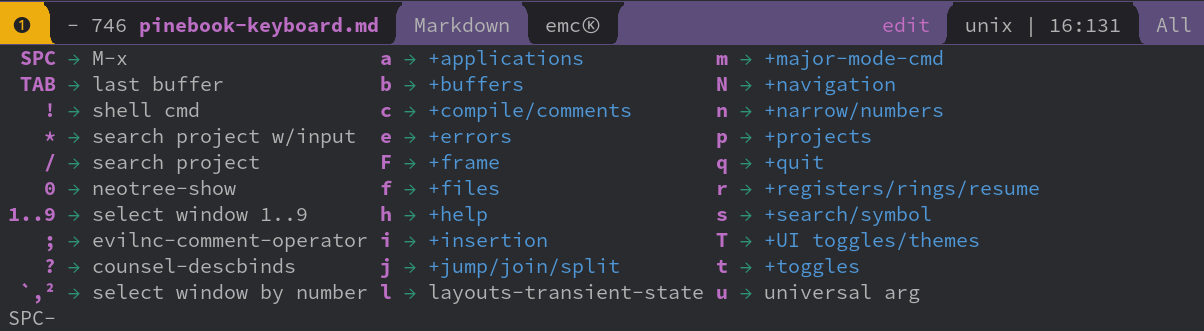 ❶ - 746 pinebook-keyboard.md Markdown emcⓀ edit unix | 16:131 All
SPC → M-x a → +applications m → +major-mode-cmd
TAB → last buffer b → +buffers N → +navigation
! → shell cmd c → +compile/comments n → +narrow/numbers
* → search project w/input e → +errors p → +projects
/ → search project F → +frame q → +quit
0 → neotree-show f → +files r → +registers/rings/resume
1..9 → select window 1..9 h → +help s → +search/symbol
; → evilnc-comment-operator i → +insertion T → +UI toggles/themes
? → counsel-descbinds j → +jump/join/split t → +toggles
`,² → select window by number l → layouts-transient-state u → universal arg
SPC-